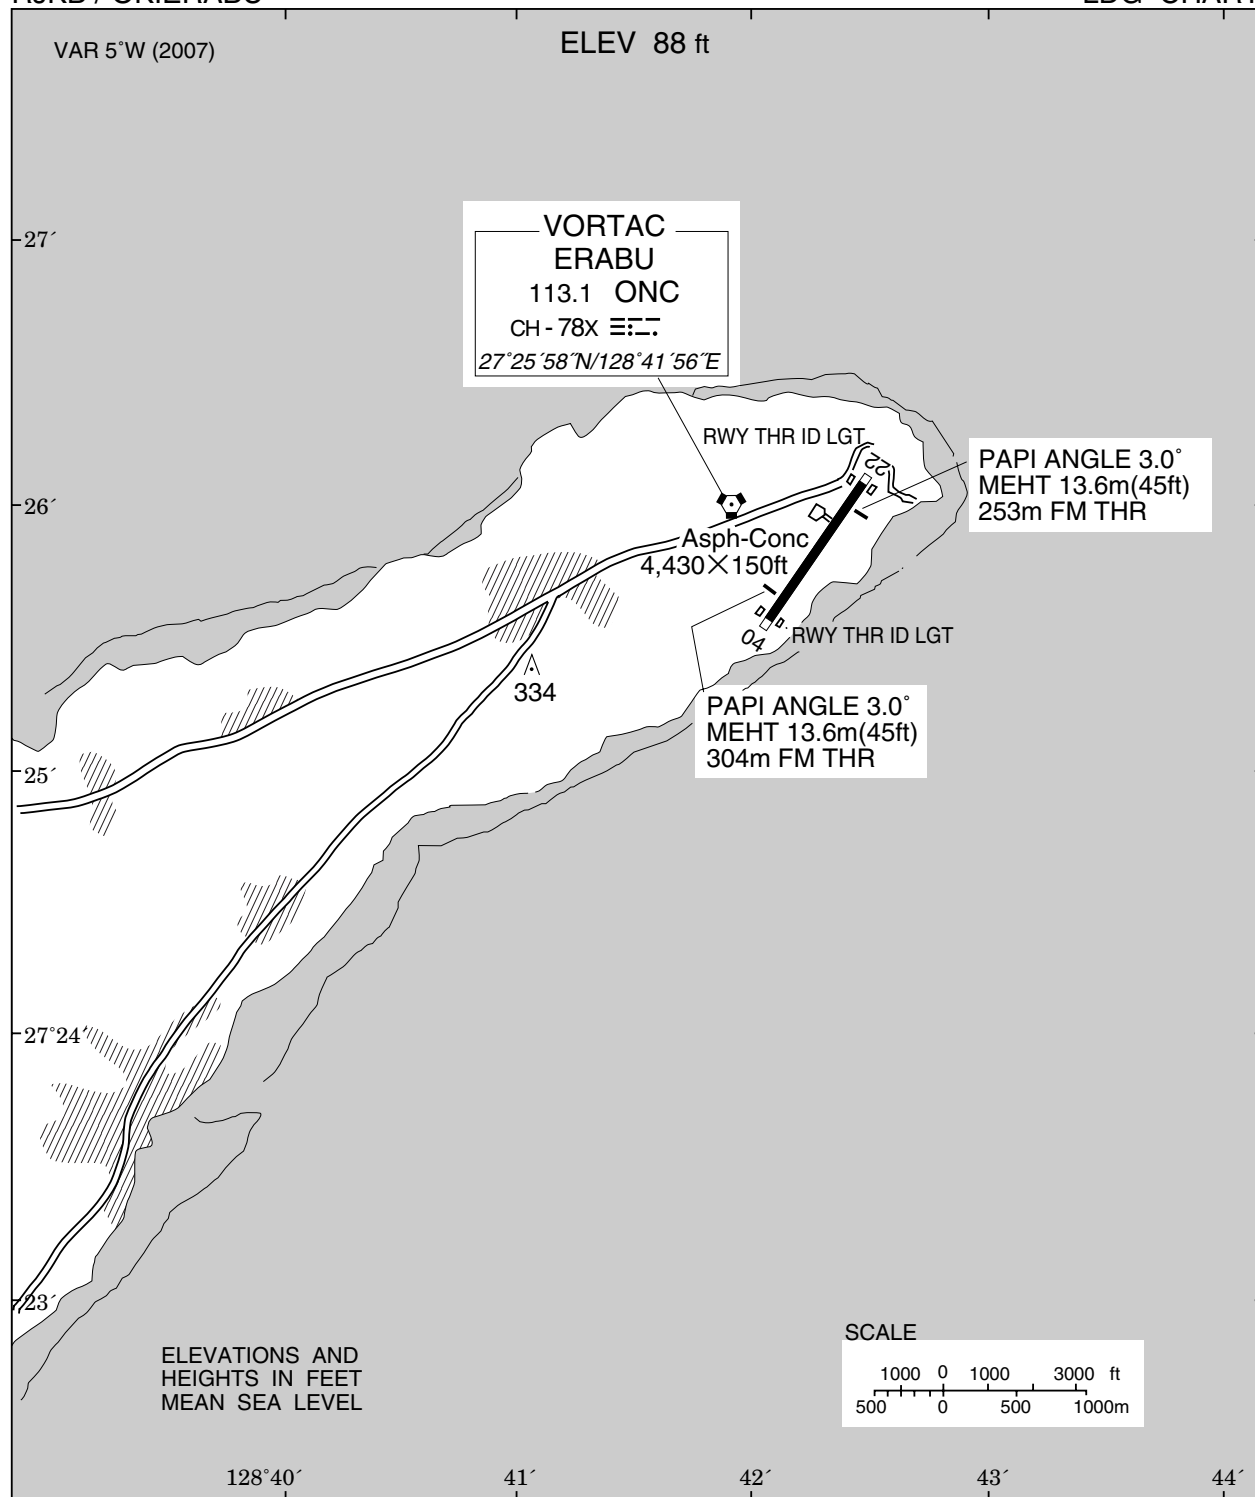 VAR 5°W (2007)
ELEV 88 ft
27´
VORTAC
ERABU
113.1 ONC
CH - 78X
27°25´58˝N/128°41´56˝E
RWY THR ID LGT
22
PAPI ANGLE 3.0°
MEHT 13.6m(45ft)
253m FM THR
26´
Asph-Conc
4,430×150ft
04
RWY THR ID LGT
334
PAPI ANGLE 3.0°
MEHT 13.6m(45ft)
304m FM THR
25´
27°24´
23´
ELEVATIONS AND
HEIGHTS IN FEET
MEAN SEA LEVEL
SCALE
1000 0 1000 3000 ft
500 0 500 1000m
128°40´ 41´ 42´ 43´ 44´